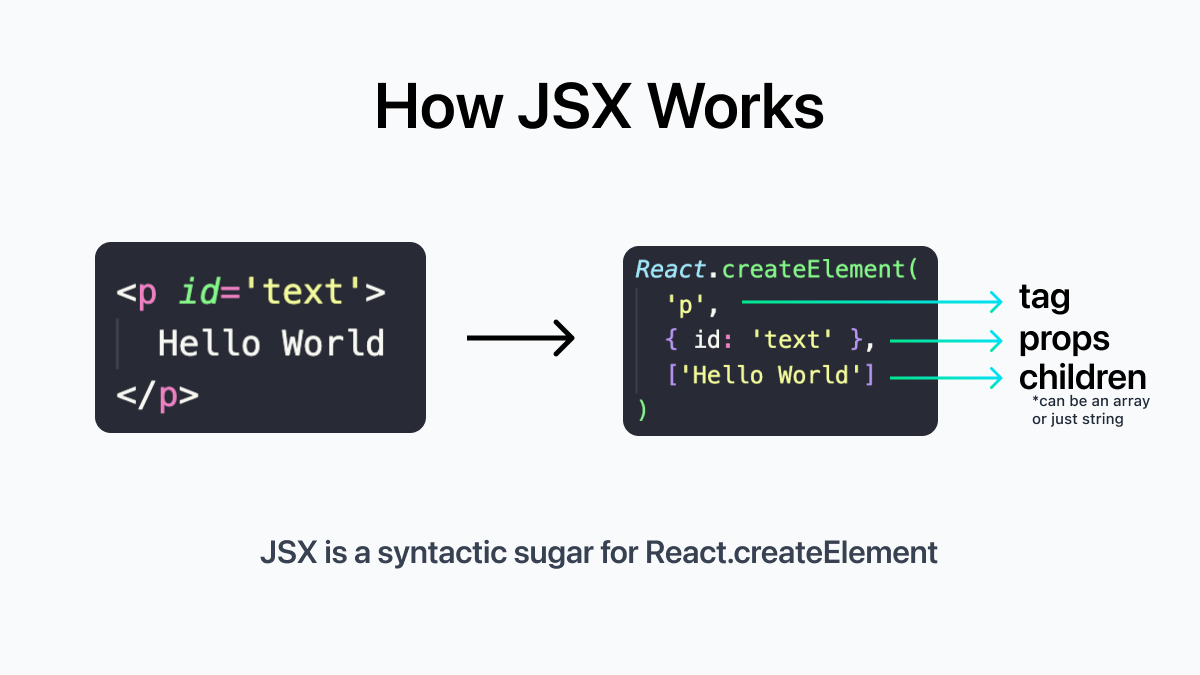 How JSX Works
<p id='text'>
Hello World
</p>
React.createElement(
'p',
{ id: 'text' },
['Hello World']
)
tag
props
children
*can be an array
or just string
JSX is a syntactic sugar for React.createElement